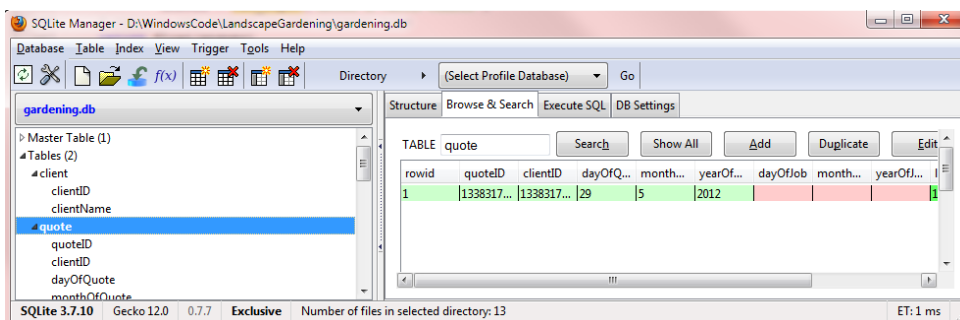 SQLite Manager - D:\WindowsCode\LandscapeGardening\gardening.db
Database Table Index View Trigger Tools Help
f(x) Directory (Select Profile Database) Go
gardening.db
Structure Browse & Search Execute SQL DB Settings
Master Table (1)
Tables (2)
client
clientID
clientName
quote
quoteID
clientID
dayOfQuote
monthOfQuote
TABLE quote Search Show All Add Duplicate Edit
rowid quoteID clientID dayOfQ... month... yearOf... dayOfJob month... yearOfJ...
1 1338317... 1338317... 29 5 2012 1
SQLite 3.7.10 Gecko 12.0 0.7.7 Exclusive Number of files in selected directory: 13 ET: 1 ms